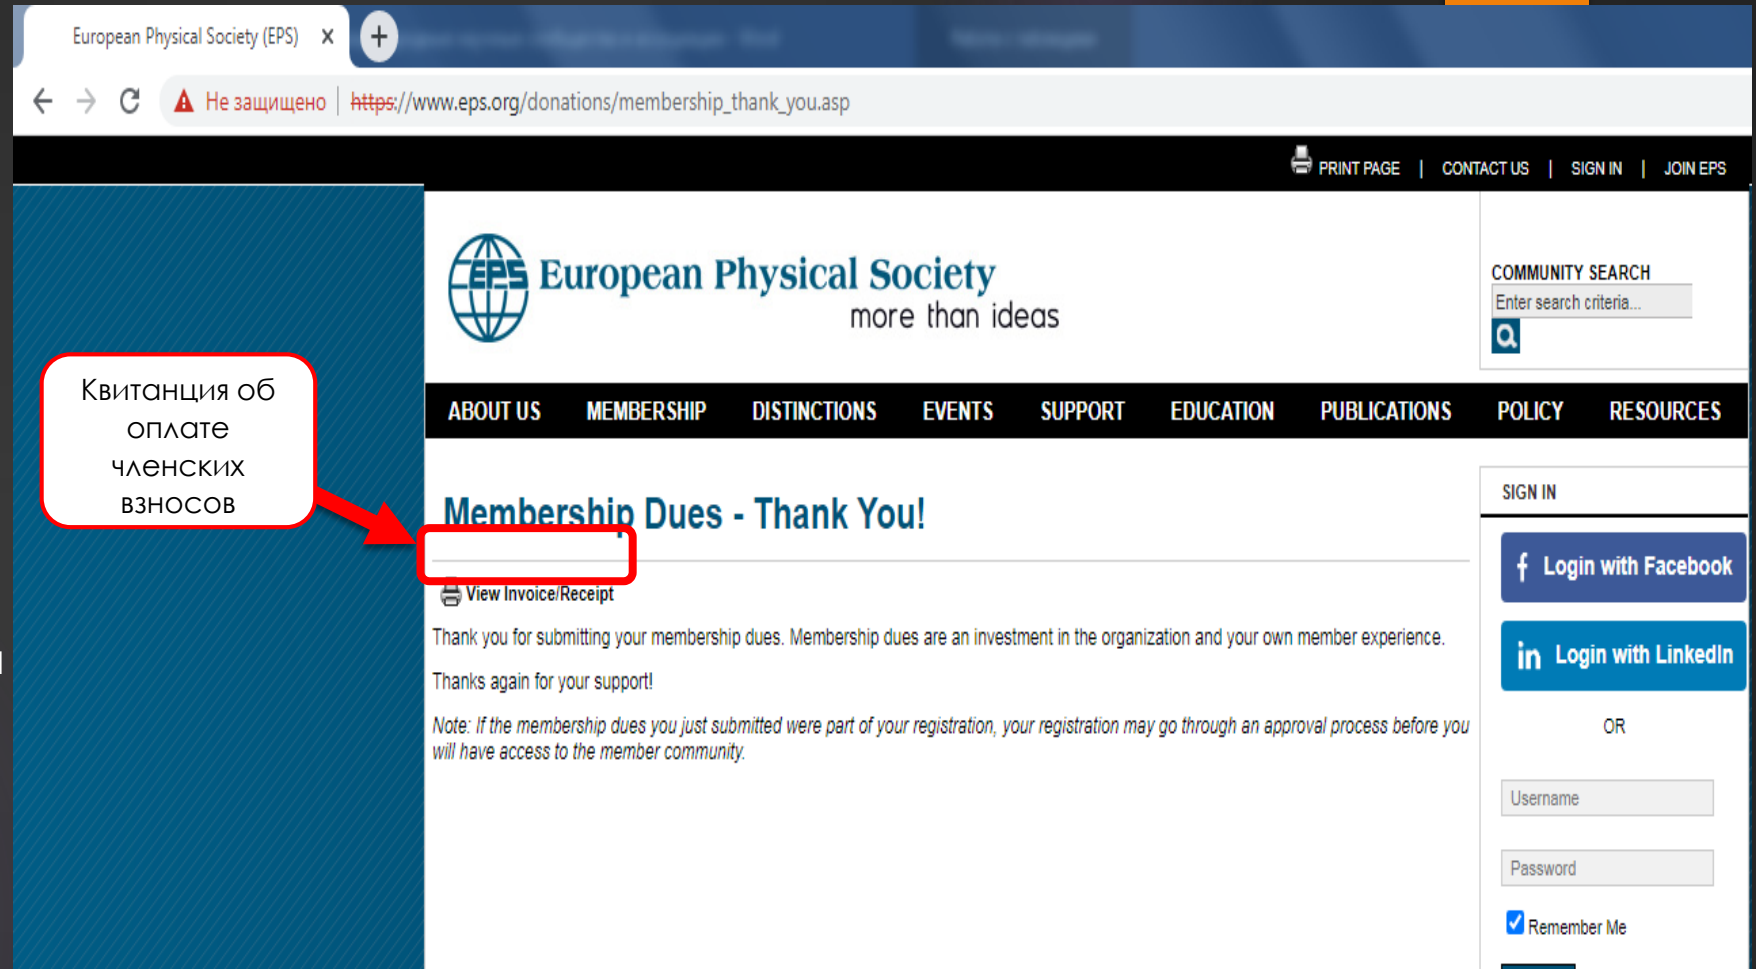 European Physical Society (EPS)
Не защищено | https://www.eps.org/donations/membership_thank_you.asp
PRINT PAGE | CONTACT US | SIGN IN | JOIN EPS
EPS European Physical Society
more than ideas
COMMUNITY SEARCH
Enter search criteria...
Квитанция об
оплате
членских
взносов
ABOUT US MEMBERSHIP DISTINCTIONS EVENTS SUPPORT EDUCATION PUBLICATIONS POLICY RESOURCES
Membership Dues - Thank You!
View Invoice/Receipt
Thank you for submitting your membership dues. Membership dues are an investment in the organization and your own member experience.
Thanks again for your support!
Note: If the membership dues you just submitted were part of your registration, your registration may go through an approval process before you
will have access to the member community.
SIGN IN
f Login with Facebook
in Login with LinkedIn
OR
Username
Password
Remember Me